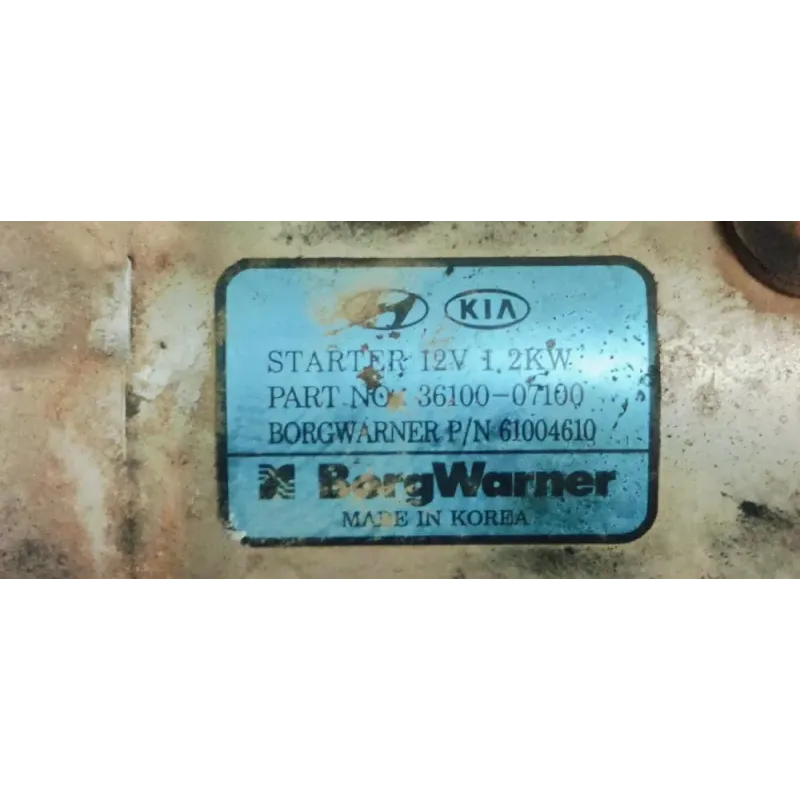 KIA
STARTER 12V 1.2KW
PART NO. 36100-07100
BORGWARNER P/N 61004610
BorgWarner
MADE IN KOREA